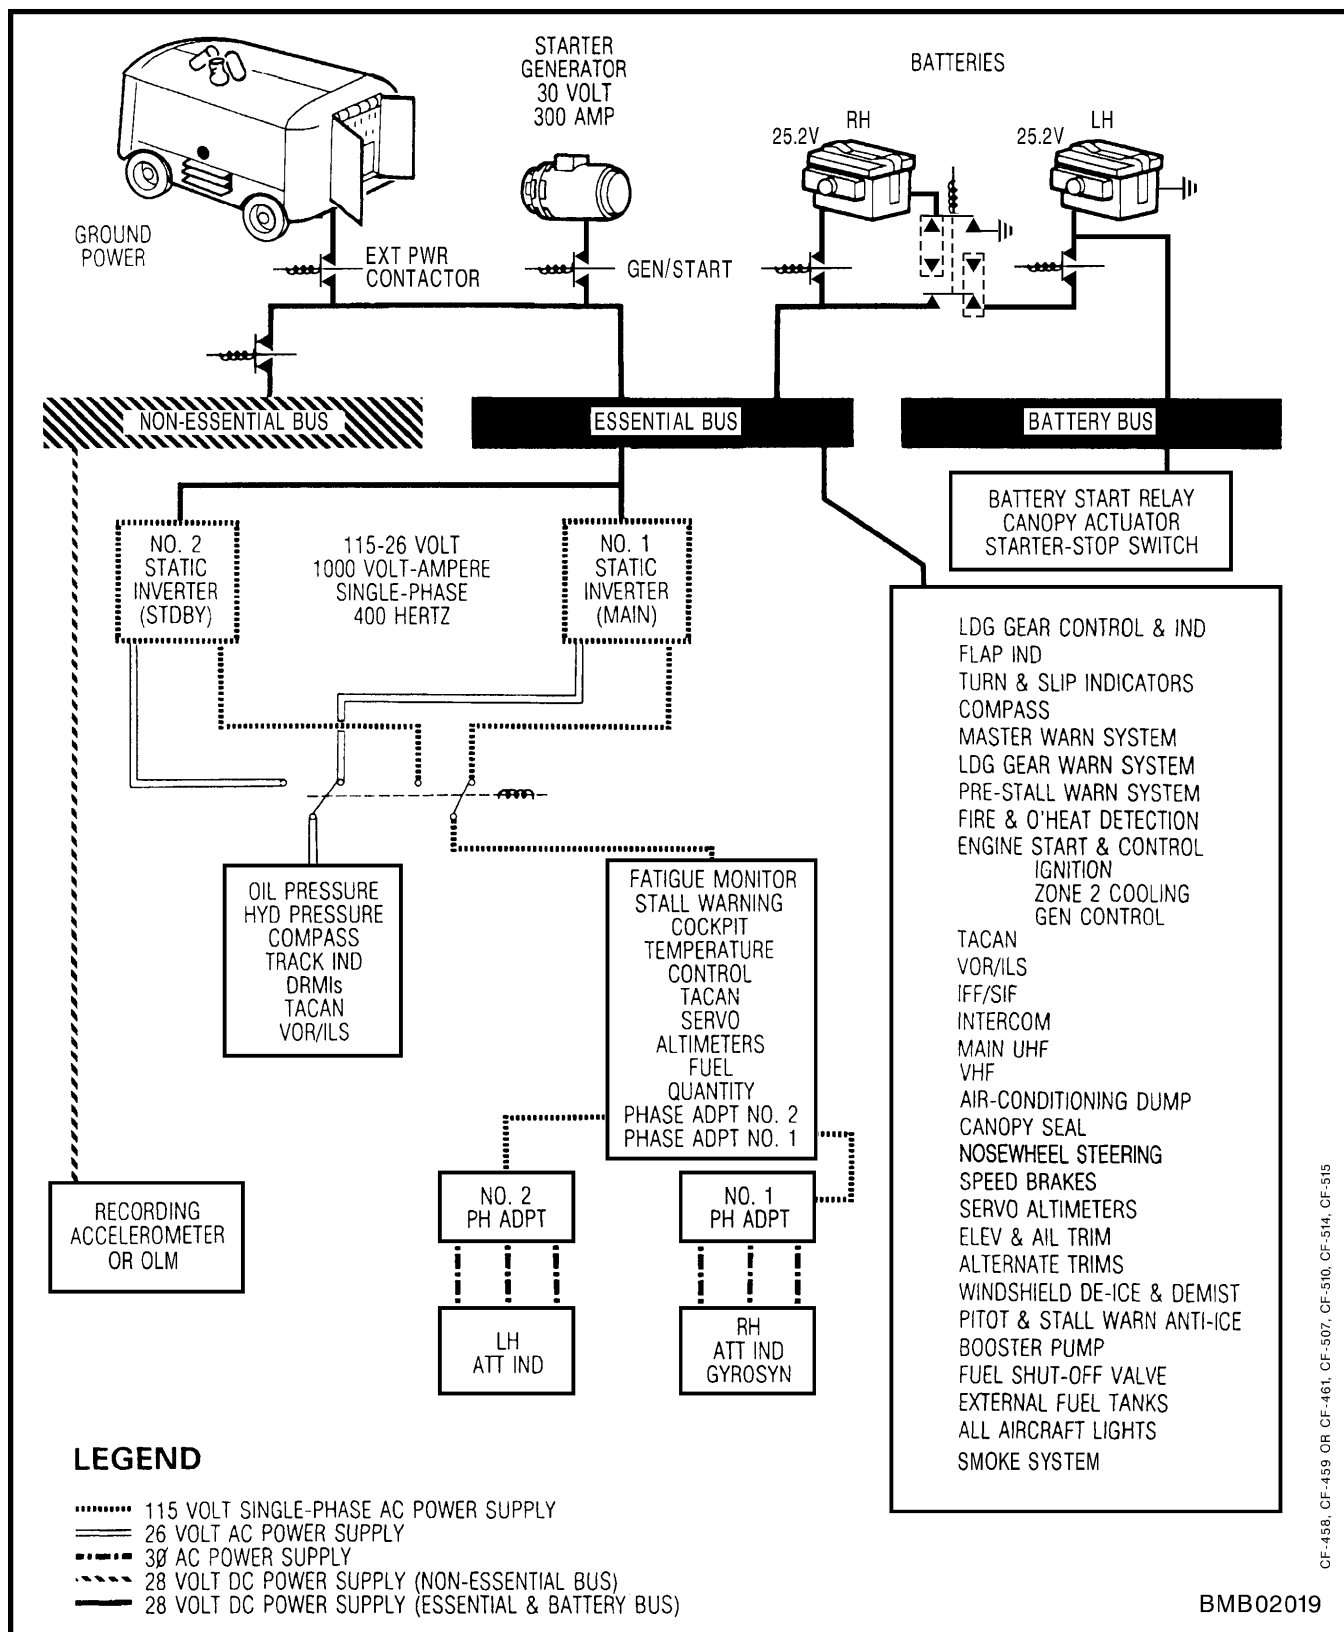 STARTER
GENERATOR
30 VOLT
300 AMP
BATTERIES
RH
25.2V
LH
25.2V
GROUND
POWER
EXT PWR
CONTACTOR
GEN/START
NON-ESSENTIAL BUS
ESSENTIAL BUS
BATTERY BUS
BATTERY START RELAY
CANOPY ACTUATOR
STARTER-STOP SWITCH
NO. 2
STATIC
INVERTER
(STDBY)
115-26 VOLT
1000 VOLT-AMPERE
SINGLE-PHASE
400 HERTZ
NO. 1
STATIC
INVERTER
(MAIN)
LDG GEAR CONTROL & IND
FLAP IND
TURN & SLIP INDICATORS
COMPASS
MASTER WARN SYSTEM
LDG GEAR WARN SYSTEM
PRE-STALL WARN SYSTEM
FIRE & O'HEAT DETECTION
ENGINE START & CONTROL
IGNITION
ZONE 2 COOLING
GEN CONTROL
TACAN
VOR/ILS
IFF/SIF
INTERCOM
MAIN UHF
VHF
AIR-CONDITIONING DUMP
CANOPY SEAL
NOSEWHEEL STEERING
SPEED BRAKES
SERVO ALTIMETERS
ELEV & AIL TRIM
ALTERNATE TRIMS
WINDSHIELD DE-ICE & DEMIST
PITOT & STALL WARN ANTI-ICE
BOOSTER PUMP
FUEL SHUT-OFF VALVE
EXTERNAL FUEL TANKS
ALL AIRCRAFT LIGHTS
SMOKE SYSTEM
OIL PRESSURE
HYD PRESSURE
COMPASS
TRACK IND
DRMIs
TACAN
VOR/ILS
FATIGUE MONITOR
STALL WARNING
COCKPIT
TEMPERATURE
CONTROL
TACAN
SERVO
ALTIMETERS
FUEL
QUANTITY
PHASE ADPT NO. 2
PHASE ADPT NO. 1
NO. 2
PH ADPT
NO. 1
PH ADPT
RECORDING
ACCELEROMETER
OR OLM
LH
ATT IND
RH
ATT IND
GYROSYN
LEGEND
115 VOLT SINGLE-PHASE AC POWER SUPPLY
26 VOLT AC POWER SUPPLY
3Ø AC POWER SUPPLY
28 VOLT DC POWER SUPPLY (NON-ESSENTIAL BUS)
28 VOLT DC POWER SUPPLY (ESSENTIAL & BATTERY BUS)
CF-458, CF-459 OR CF-461, CF-507, CF-510, CF-514, CF-515
BMB02019